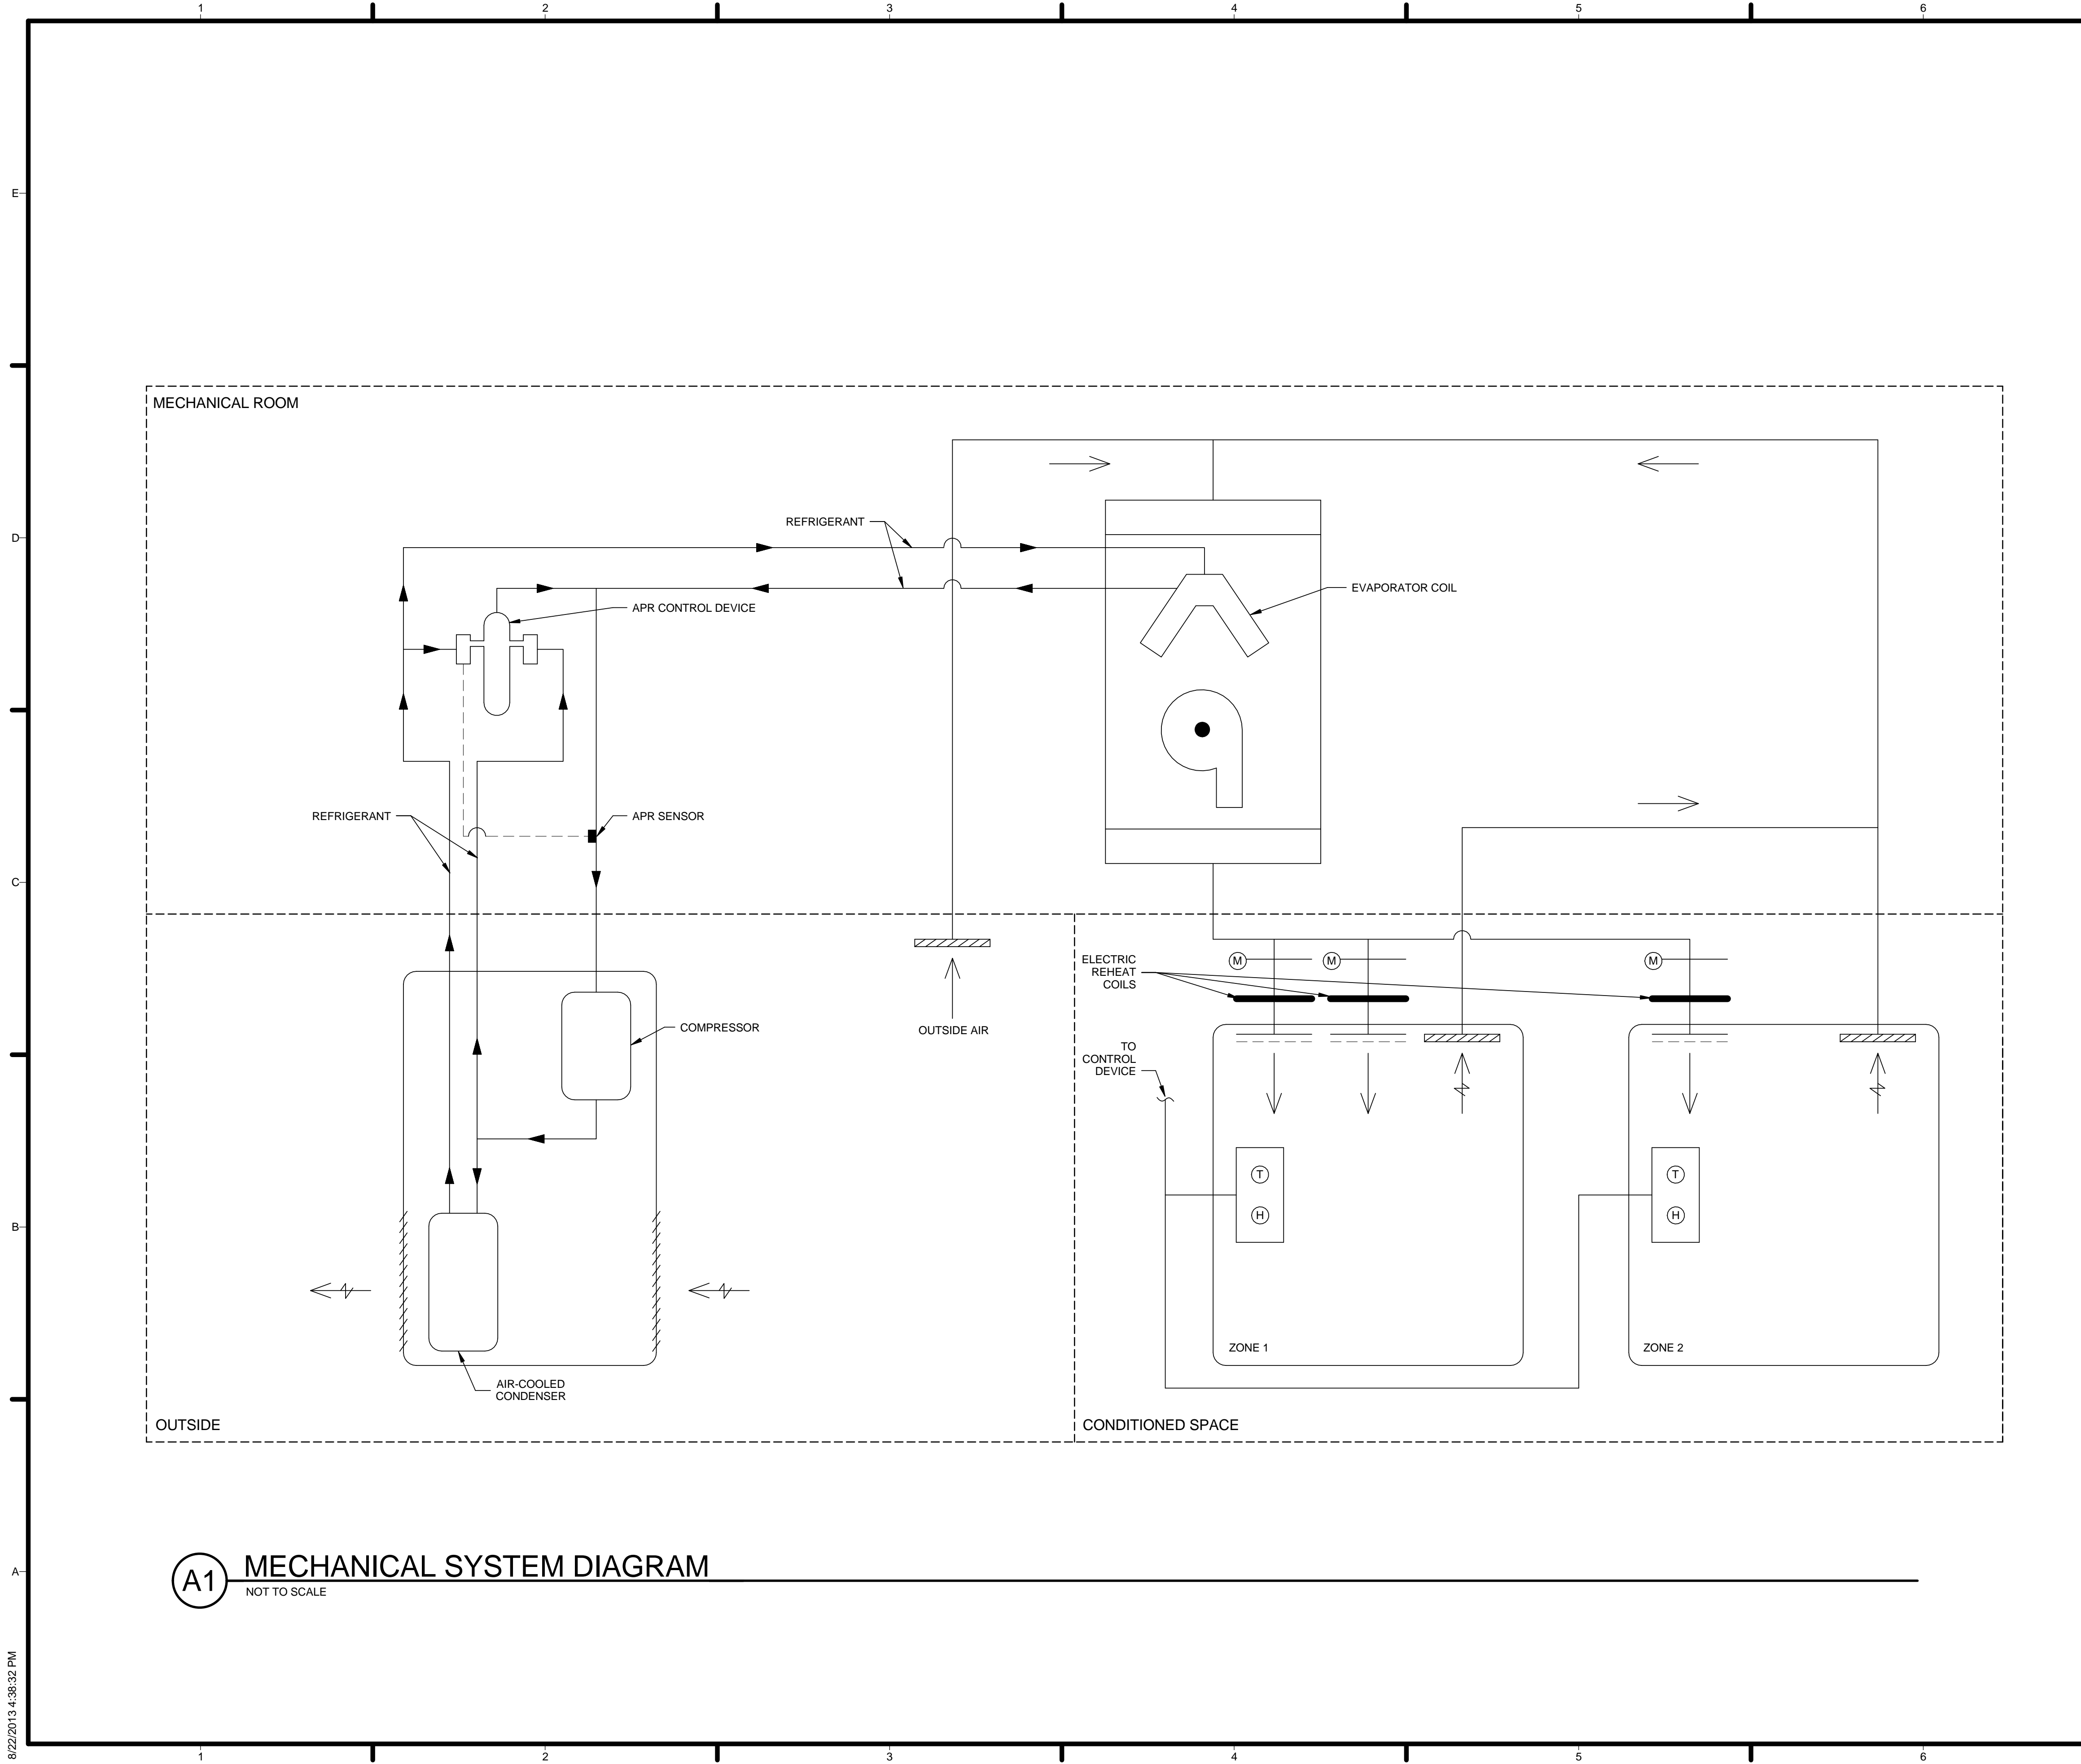 1 2 3 4 5 6
E
MECHANICAL ROOM
D
REFRIGERANT
EVAPORATOR COIL
APR CONTROL DEVICE
REFRIGERANT
APR SENSOR
C
ELECTRIC
REHEAT
COILS
M M M
COMPRESSOR
OUTSIDE AIR
TO
CONTROL
DEVICE
T T
H H
B
ZONE 1
ZONE 2
AIR-COOLED
CONDENSER
OUTSIDE
CONDITIONED SPACE
A
A1
MECHANICAL SYSTEM DIAGRAM
NOT TO SCALE
8/22/2013 4:38:32 PM
1 2 3 4 5 6